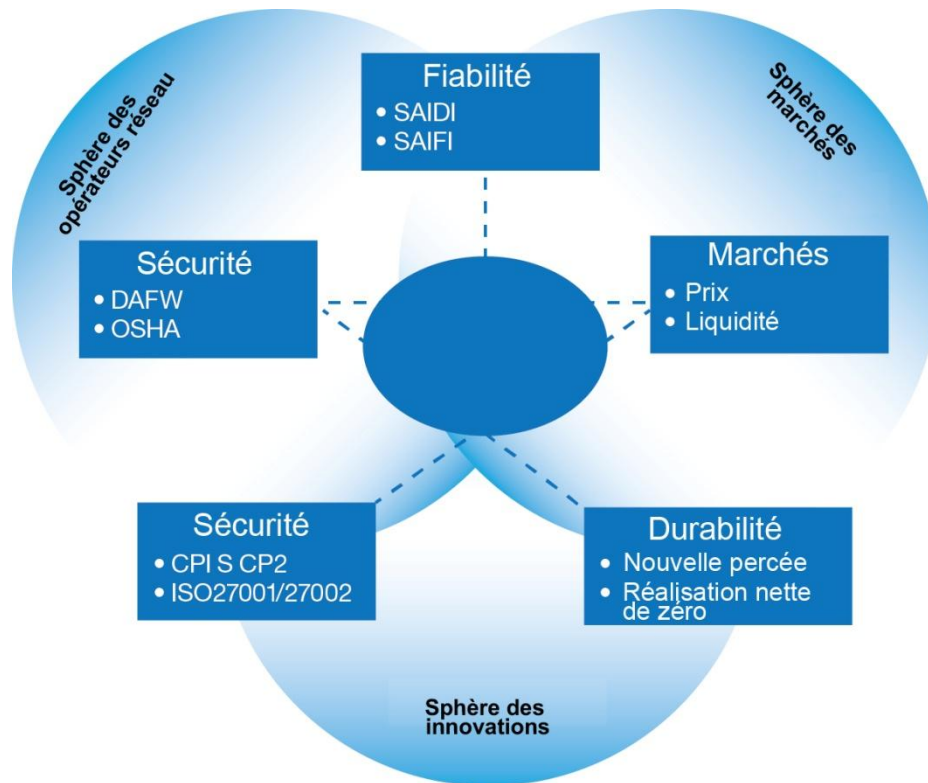 Sphère des
opérateurs réseau
Fiabilité
• SAIDI
• SAIFI
Sphère des
marchés
Sécurité
• DAFW
• OSHA
Marchés
• Prix
• Liquidité
Sécurité
• CPI S CP2
• ISO27001/27002
Durabilité
• Nouvelle percée
• Réalisation nette
de zéro
Sphère des
innovations